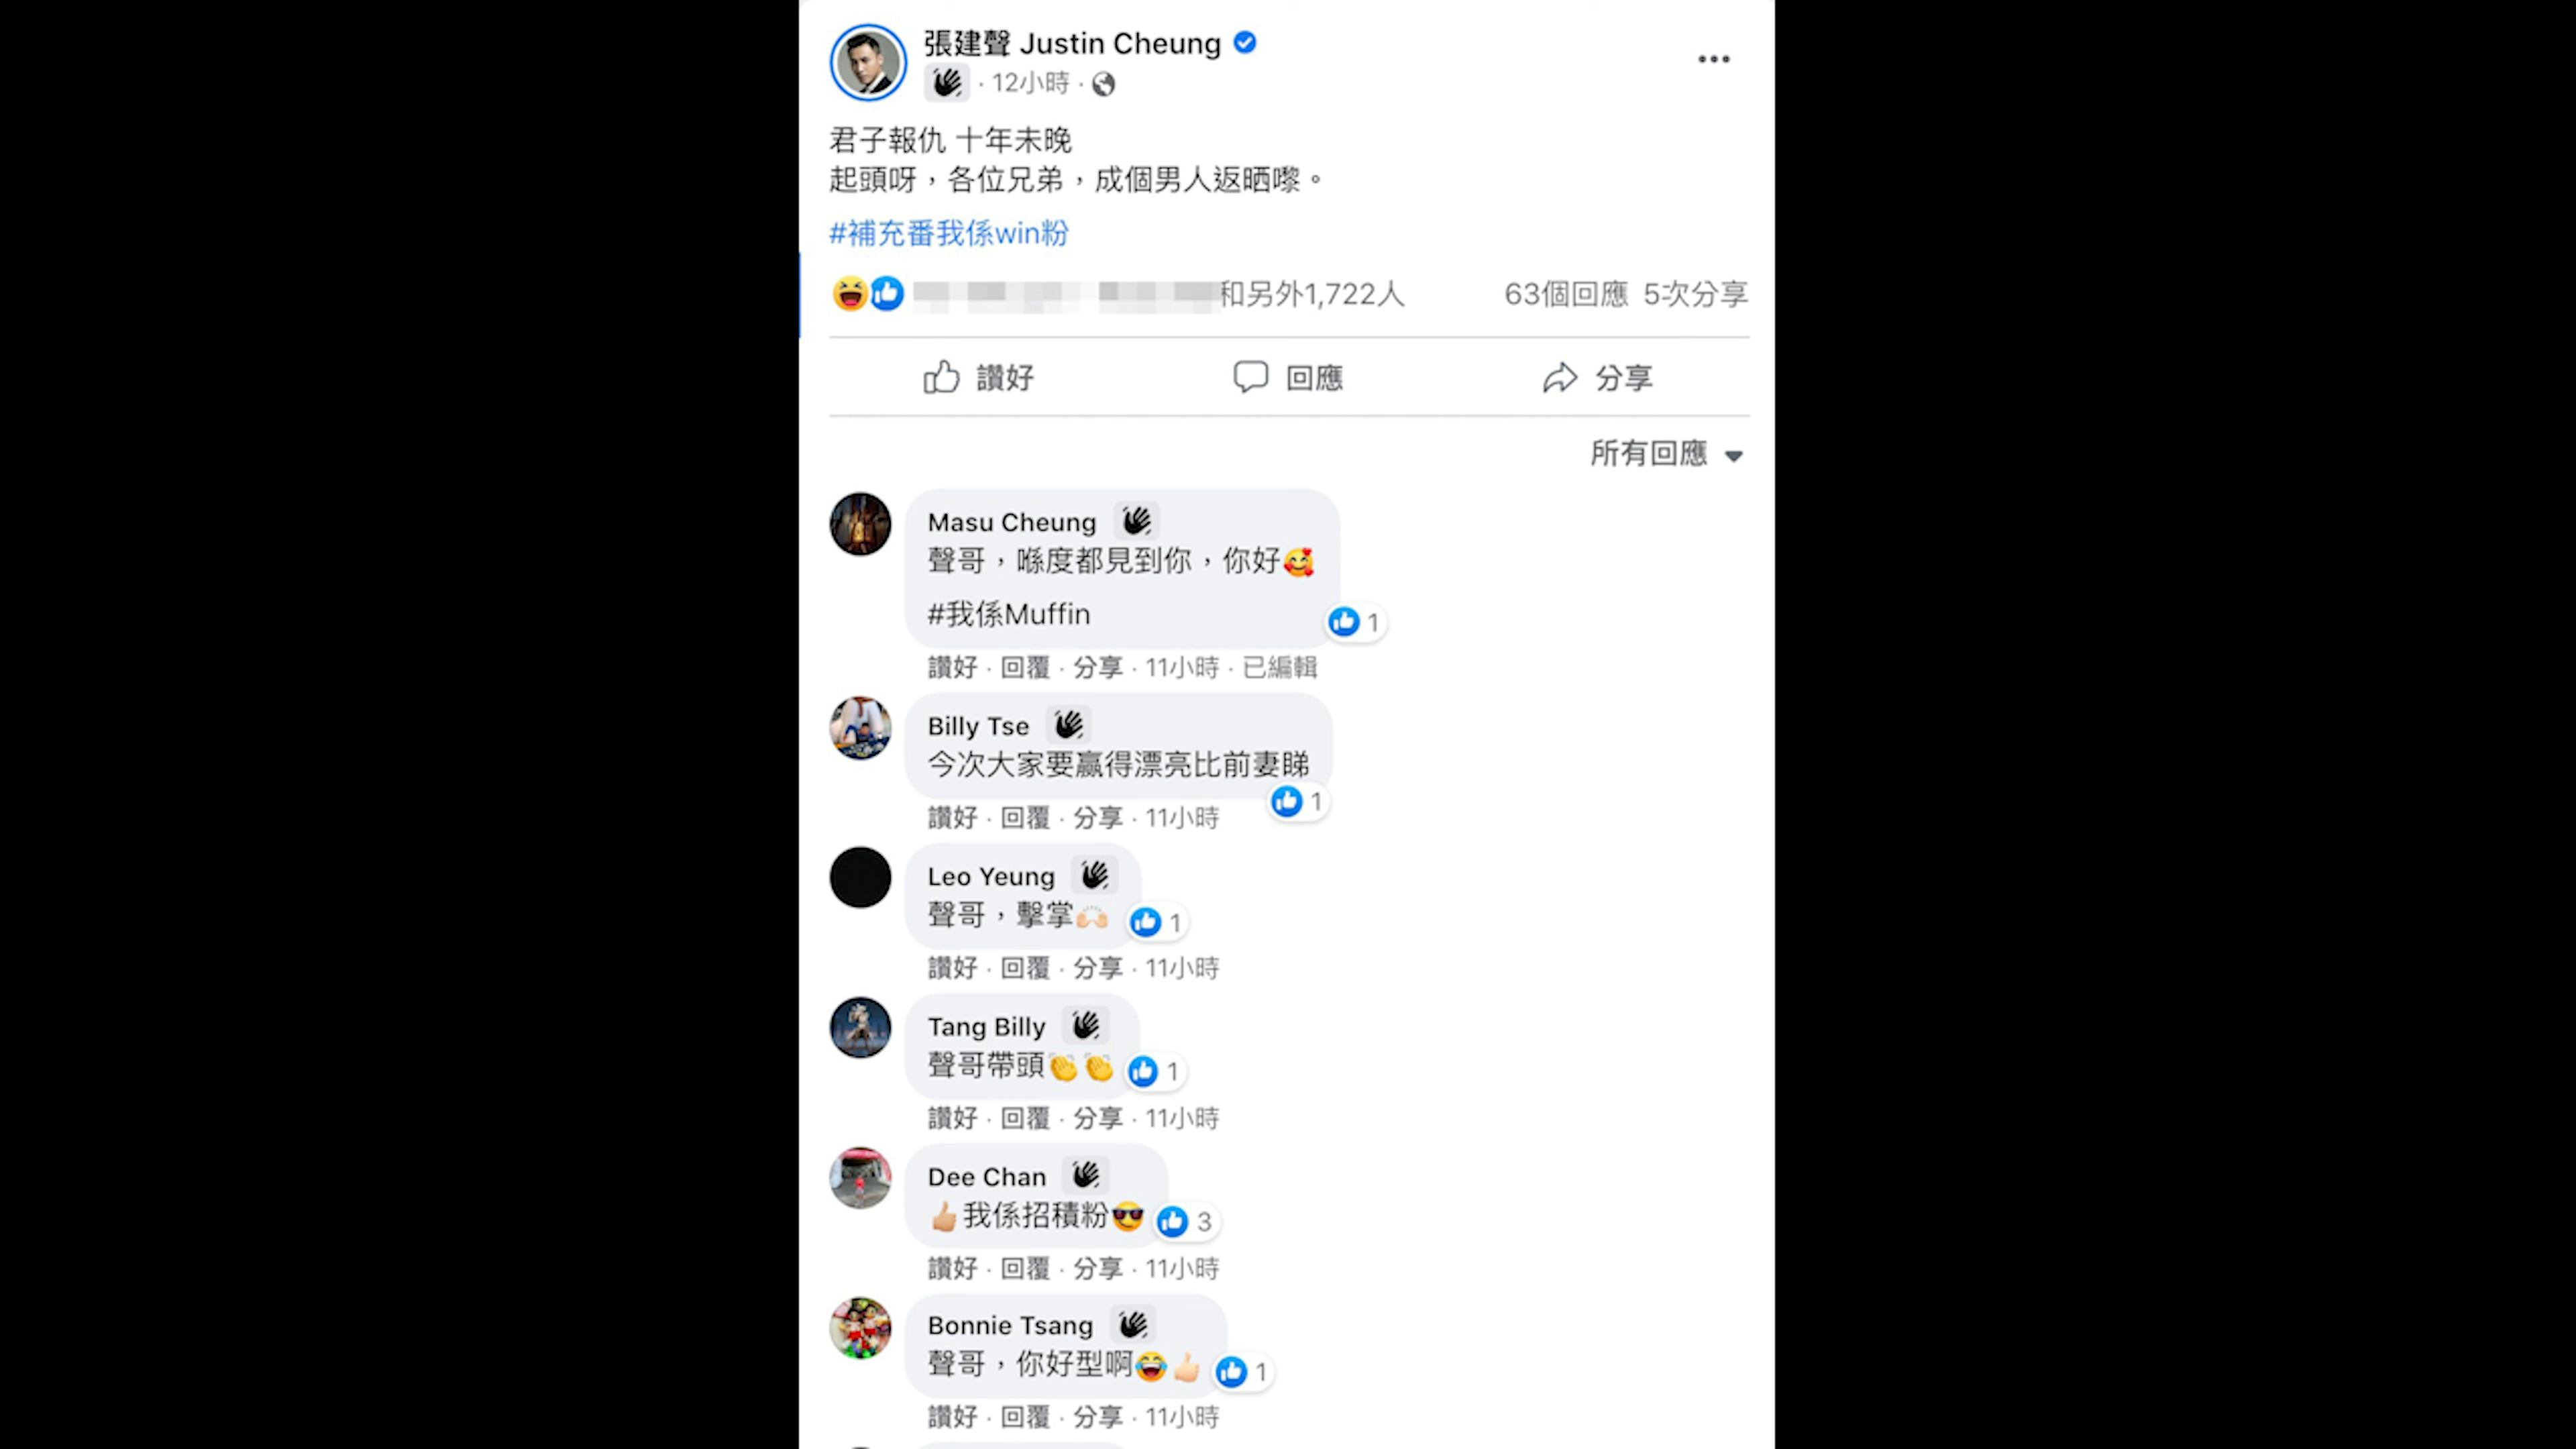 張建聲 Justin Cheung
· 12小時 ·
君子報仇 十年未晚
起頭呀，各位兄弟，成個男人返晒嚟。
#補充番我係win粉
和另外1,722人 63個回應 5次分享
讚好 回應 分享
所有回應
Masu Cheung
聲哥，喺度都見到你，你好🥰
#我係Muffin
1
讚好 · 回覆 · 分享 · 11小時 · 已編輯
Billy Tse
今次大家要贏得漂亮比前妻睇
1
讚好 · 回覆 · 分享 · 11小時
Leo Yeung
聲哥，擊掌🙌🏻 1
讚好 · 回覆 · 分享 · 11小時
Tang Billy
聲哥帶頭👏👏 1
讚好 · 回覆 · 分享 · 11小時
Dee Chan
👍🏼我係招積粉😎 3
讚好 · 回覆 · 分享 · 11小時
Bonnie Tsang
聲哥，你好型啊😂👍🏻 1
讚好 · 回覆 · 分享 · 11小時